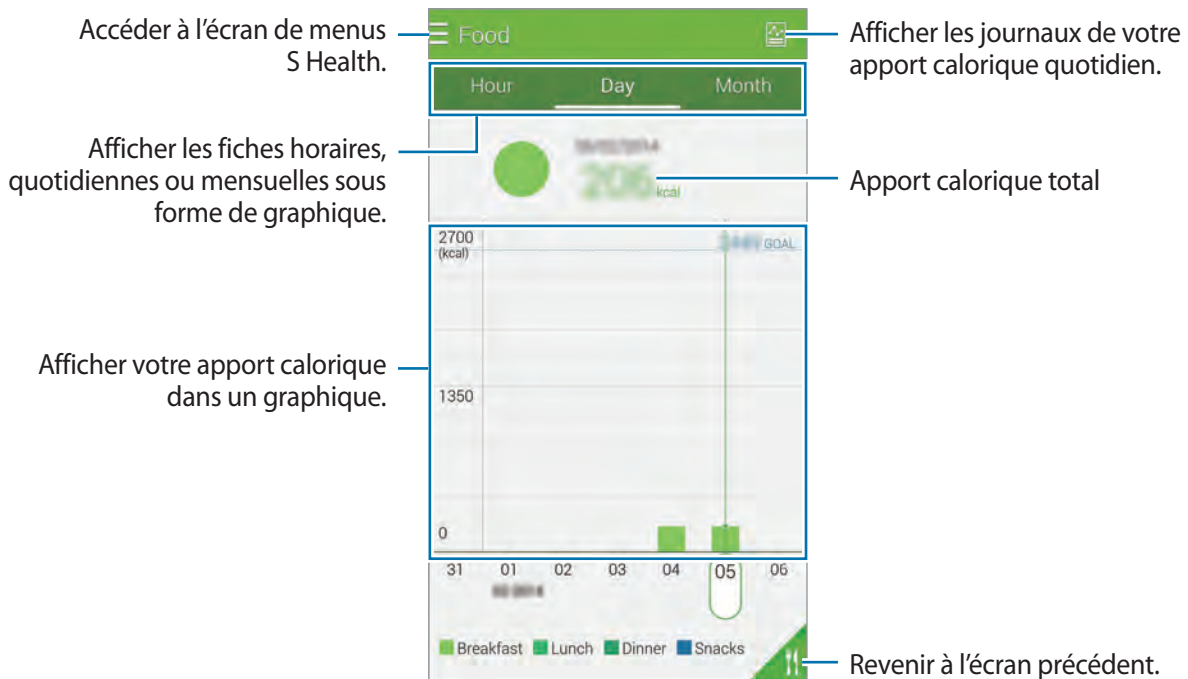 Accéder à l'écran de menus
S Health.
Food
Afficher les journaux de votre
apport calorique quotidien.
Hour Day Month
Afficher les fiches horaires,
quotidiennes ou mensuelles sous
forme de graphique.
kcal
Apport calorique total
2700
(kcal)
GOAL
Afficher votre apport calorique
dans un graphique.
1350
0
31 01 02 03 04 05 06
Breakfast Lunch Dinner Snacks
Revenir à l'écran précédent.